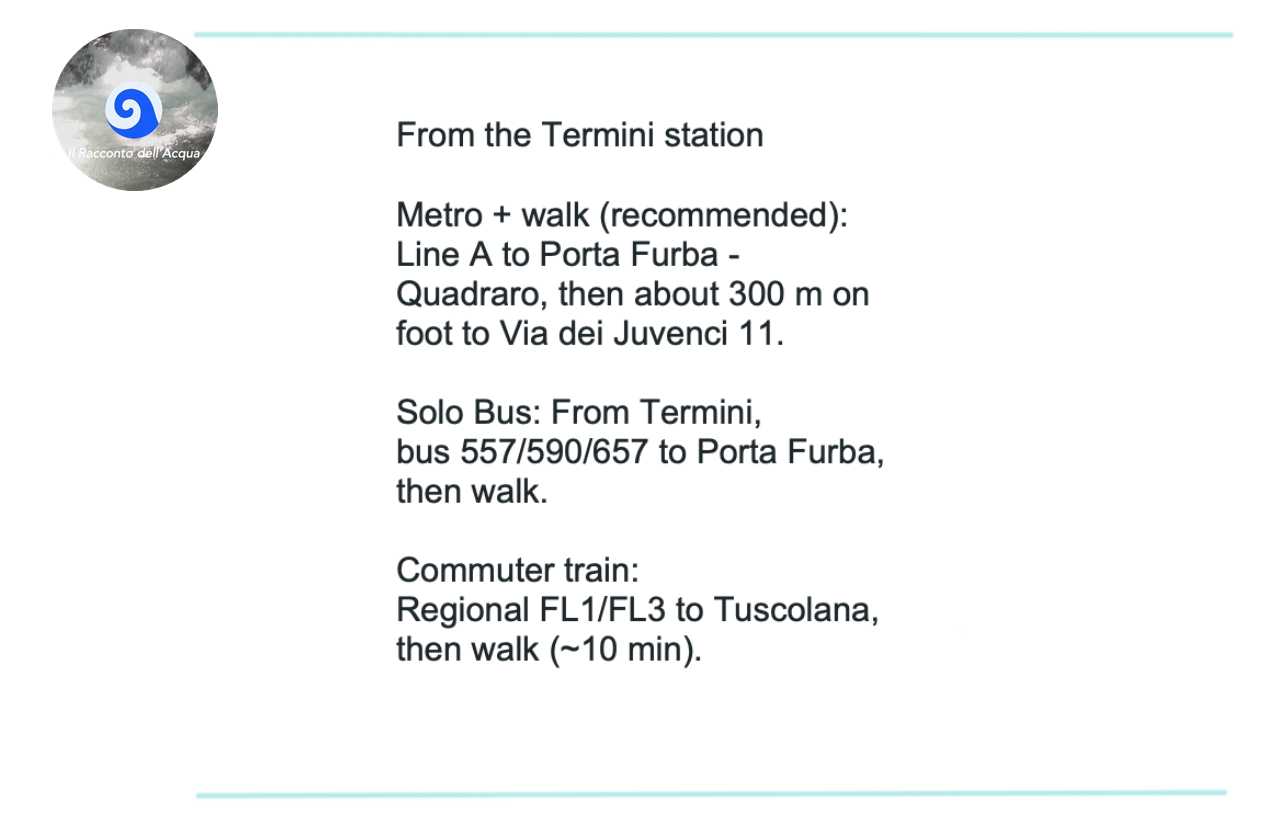 Il Racconto dell'Acqua
From the Termini station
Metro + walk (recommended):
Line A to Porta Furba -
Quadraro, then about 300 m on
foot to Via dei Juvenci 11.
Solo Bus: From Termini,
bus 557/590/657 to Porta Furba,
then walk.
Commuter train:
Regional FL1/FL3 to Tuscolana,
then walk (~10 min).